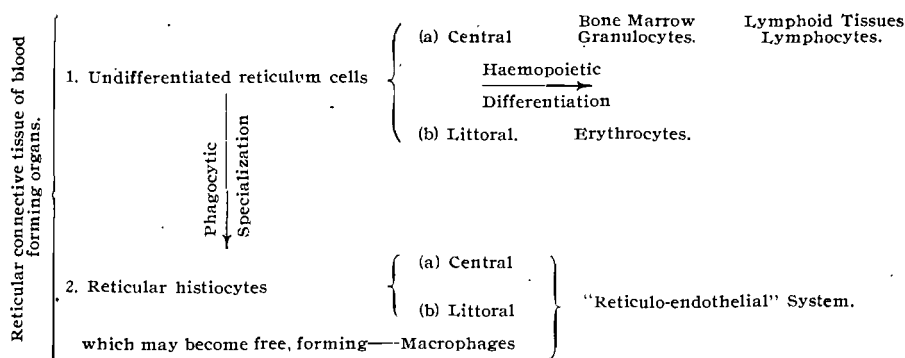 Reticular connective tissue of blood
forming organs.
Bone Marrow Lymphoid Tissues
(a) Central Granulocytes. Lymphocytes.
1. Undifferentiated reticulum cells
Haemopoietic
Differentiation
(b) Littoral. Erythrocytes.
Phagocytic
Specialization
(a) Central
2. Reticular histiocytes
(b) Littoral
"Reticulo-endothelial" System.
which may become free, forming—Macrophages